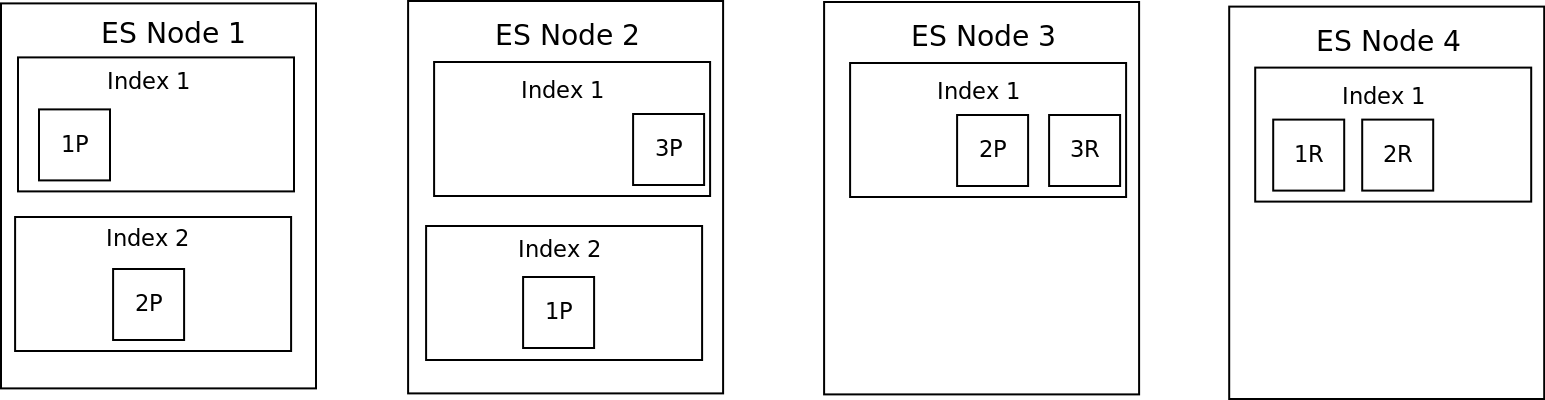 ES Node 1
Index 1
1P
Index 2
2P
ES Node 2
Index 1
3P
Index 2
1P
ES Node 3
Index 1
2P 3R
ES Node 4
Index 1
1R 2R